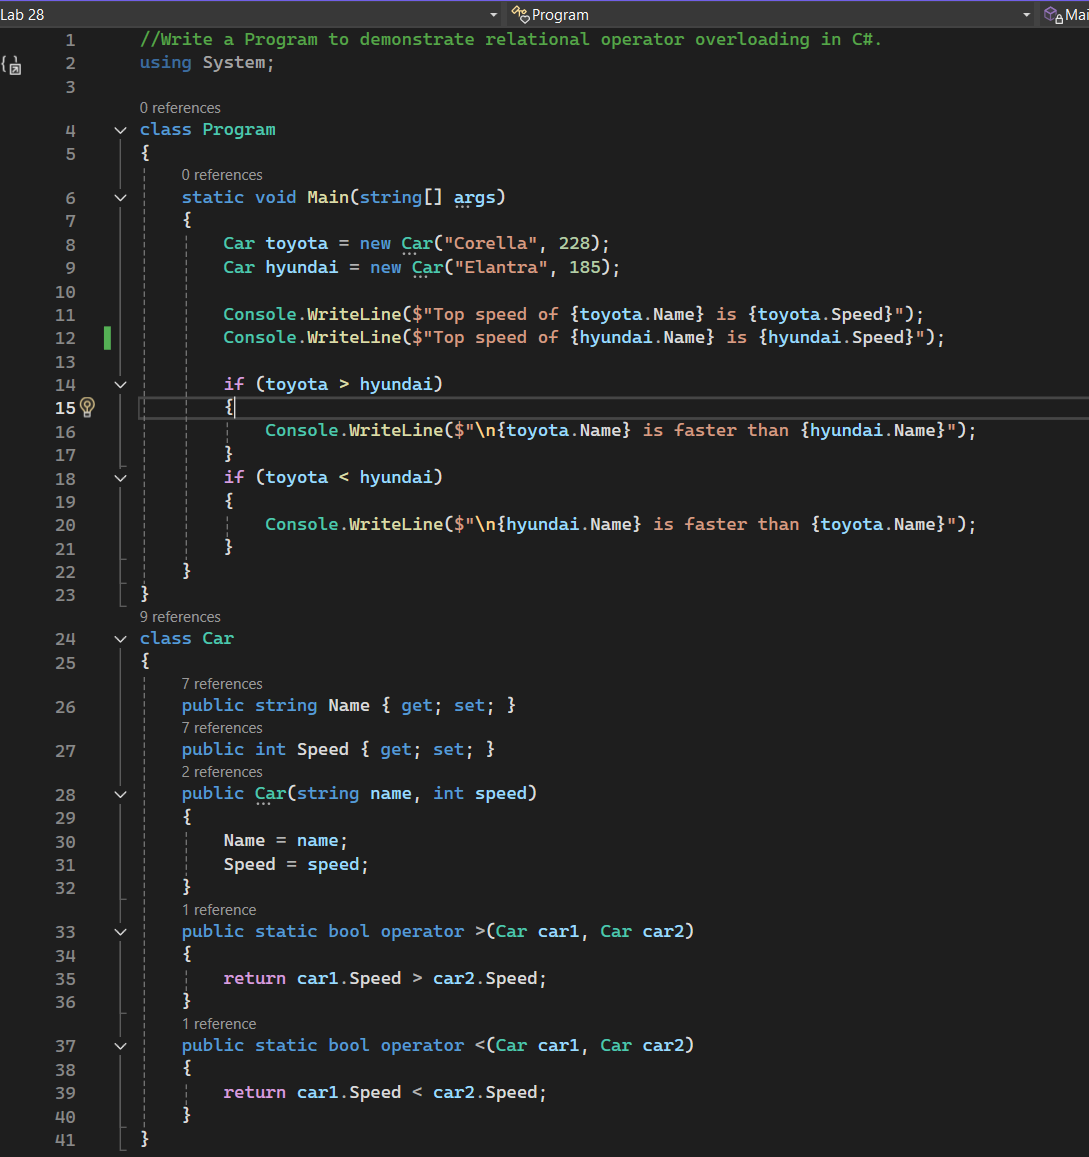 Lab 28 Program Mai
1 //Write a Program to demonstrate relational operator overloading in C#.
2 using System;
3
0 references
4 class Program
5 {
0 references
6 static void Main(string[] args)
7 {
8 Car toyota = new Car("Corella", 228);
9 Car hyundai = new Car("Elantra", 185);
10
11 Console.WriteLine($"Top speed of {toyota.Name} is {toyota.Speed}");
12 Console.WriteLine($"Top speed of {hyundai.Name} is {hyundai.Speed}");
13
14 if (toyota > hyundai)
15 {
16 Console.WriteLine($"\n{toyota.Name} is faster than {hyundai.Name}");
17 }
18 if (toyota < hyundai)
19 {
20 Console.WriteLine($"\n{hyundai.Name} is faster than {toyota.Name}");
21 }
22 }
23 }
9 references
24 class Car
25 {
7 references
26 public string Name { get; set; }
7 references
27 public int Speed { get; set; }
2 references
28 public Car(string name, int speed)
29 {
30 Name = name;
31 Speed = speed;
32 }
1 reference
33 public static bool operator >(Car car1, Car car2)
34 {
35 return car1.Speed > car2.Speed;
36 }
1 reference
37 public static bool operator <(Car car1, Car car2)
38 {
39 return car1.Speed < car2.Speed;
40 }
41 }